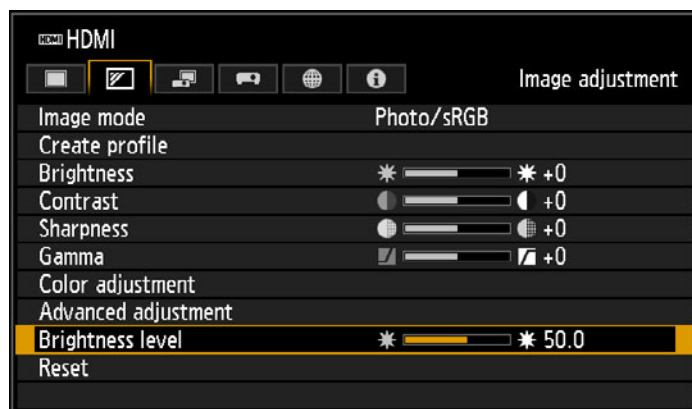 HDMI HDMI
Image adjustment
Image mode Photo/sRGB
Create profile
Brightness +0
Contrast +0
Sharpness +0
Gamma +0
Color adjustment
Advanced adjustment
Brightness level 50.0
Reset